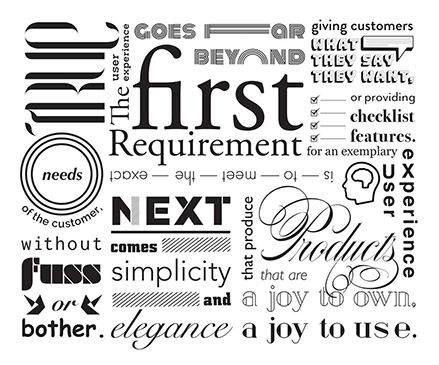 The
first
Requirement
for an exemplary
user
experience
is — to — meet — the — exact
needs
of the customer,
without
fuss
or
bother.
NEXT
comes
simplicity
and
elegance
that produce
Products
that are
a joy to own,
a joy to use.
TRUE
user
experience
GOES FAR
BEYOND
giving customers
WHAT
THEY SAY
THEY WANT,
or providing
checklist
features.